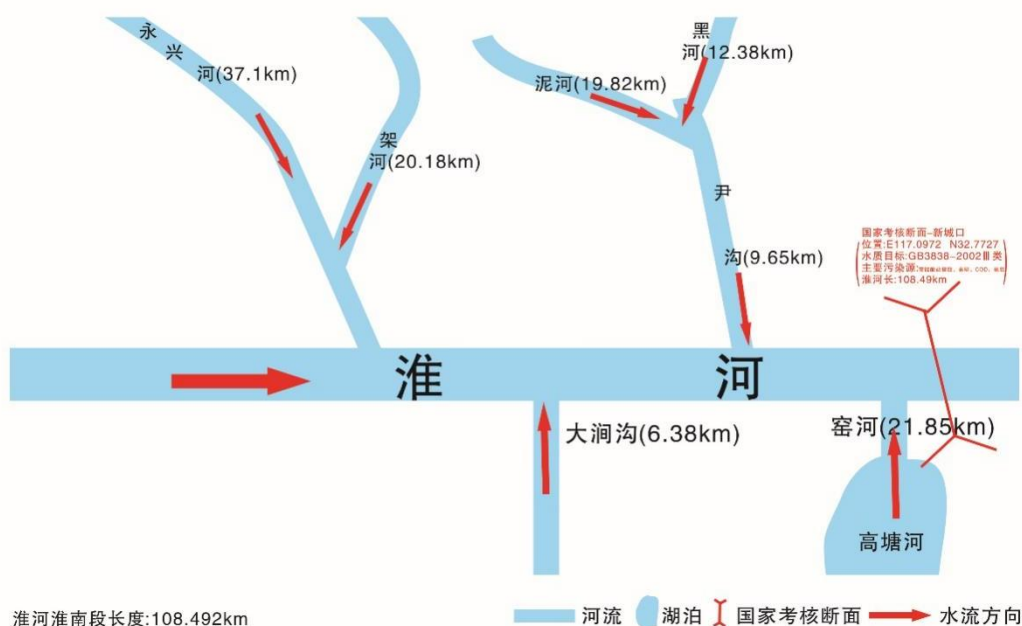 永兴河(37.1km)
架河(20.18km)
泥河(19.82km)
黑河(12.38km)
尹沟(9.65km)
国家考核断面-新城口
位置:E117.0972 N32.7727
水质目标:GB3838-2002Ⅲ类
主要污染源:
淮河长:108.49km
淮河
大涧沟(6.38km)
窑河(21.85km)
高塘河
淮河淮南段长度:108.492km
河流 湖泊 国家考核断面 水流方向